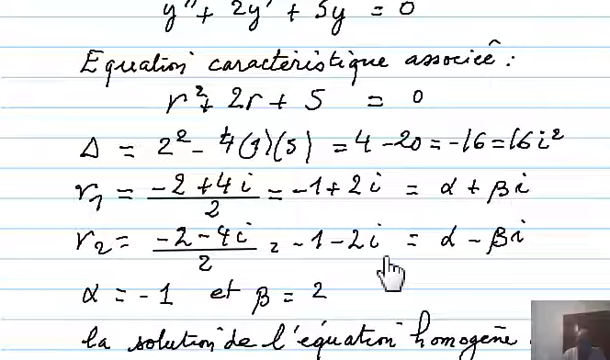 y'' + 2y' + 5y = 0
Equation caractéristique associée :
r² + 2r + 5 = 0
Δ = 2² - 4(1)(5) = 4 - 20 = -16 = 16i²
r₁ = (-2 + 4i)/2 = -1 + 2i = α + βi
r₂ = (-2 - 4i)/2 = -1 - 2i = α - βi
α = -1 et β = 2
la solution de l'équation homogène